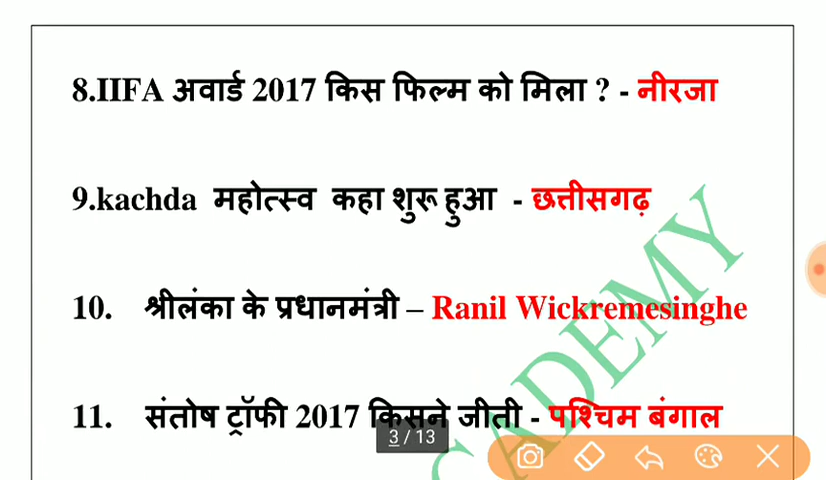 8.IIFA अवार्ड 2017 किस फिल्म को मिला ? - नीरजा
9.kachda महोत्स्व कहा शुरू हुआ - छत्तीसगढ़
10. श्रीलंका के प्रधानमंत्री – Ranil Wickremesinghe
11. संतोष ट्रॉफी 2017 किसने जीती - पश्चिम बंगाल
3 / 13
CADEMY